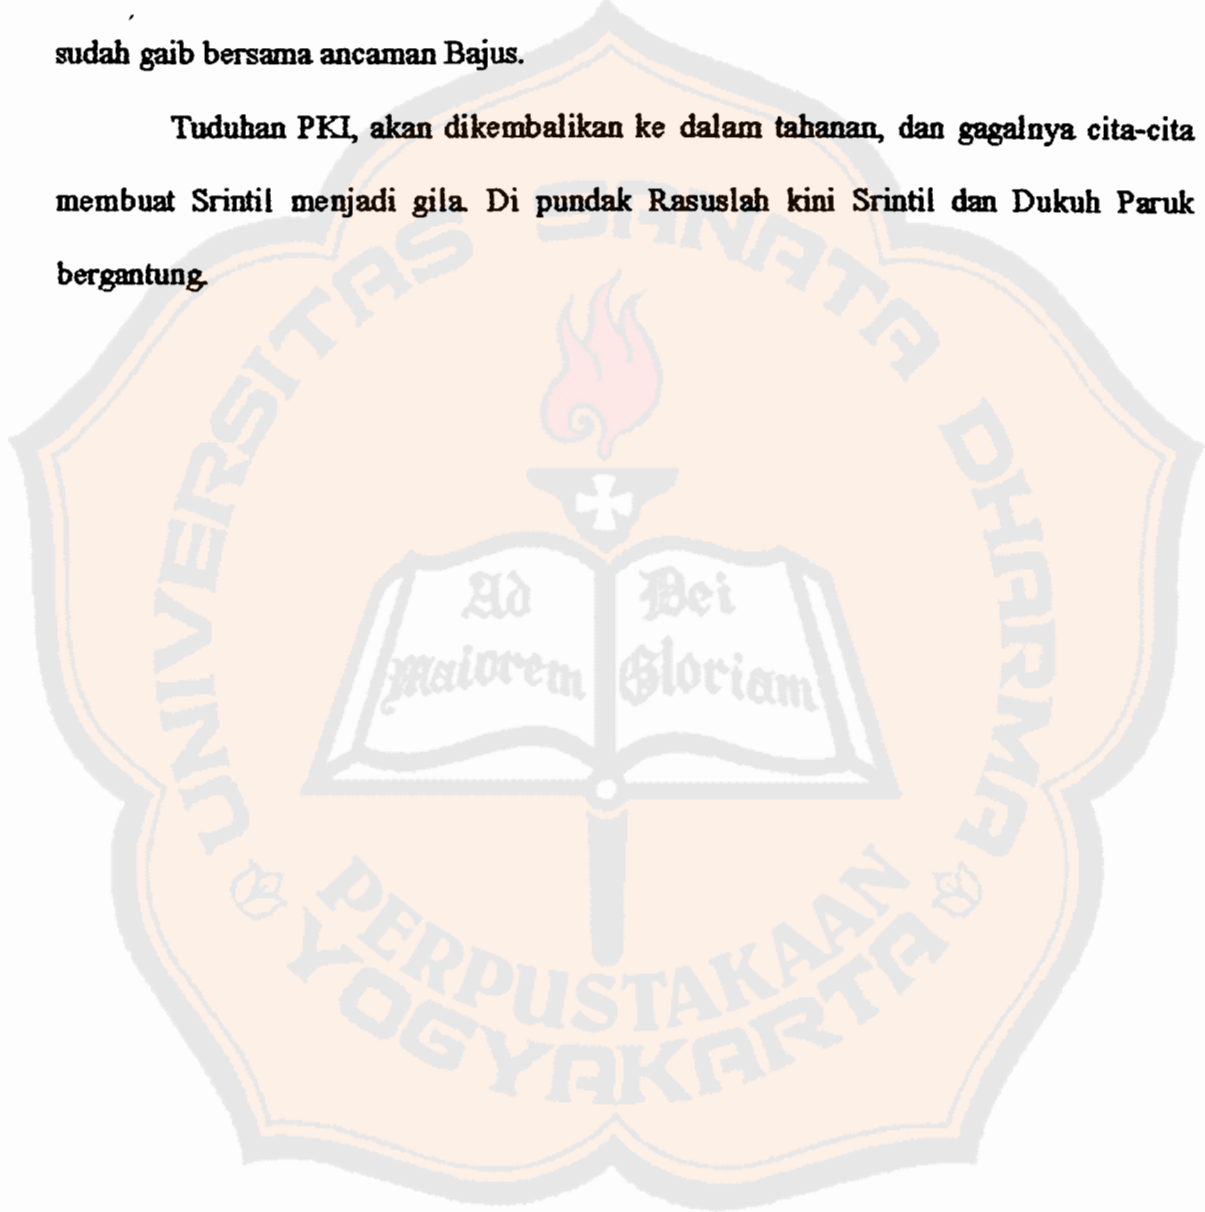 sudah gaib bersama ancaman Bajus.
Tuduhan PKI, akan dikembalikan ke dalam tahanan, dan gagalnya cita-cita
membuat Srintil menjadi gila. Di pundak Rasuslah kini Srintil dan Dukuh Paruk
bergantung.
UNIVERSITAS SANATA DHARMA
Ad
Maiorem
Dei
Gloriam
PERPUSTAKAAN
YOGYAKARTA